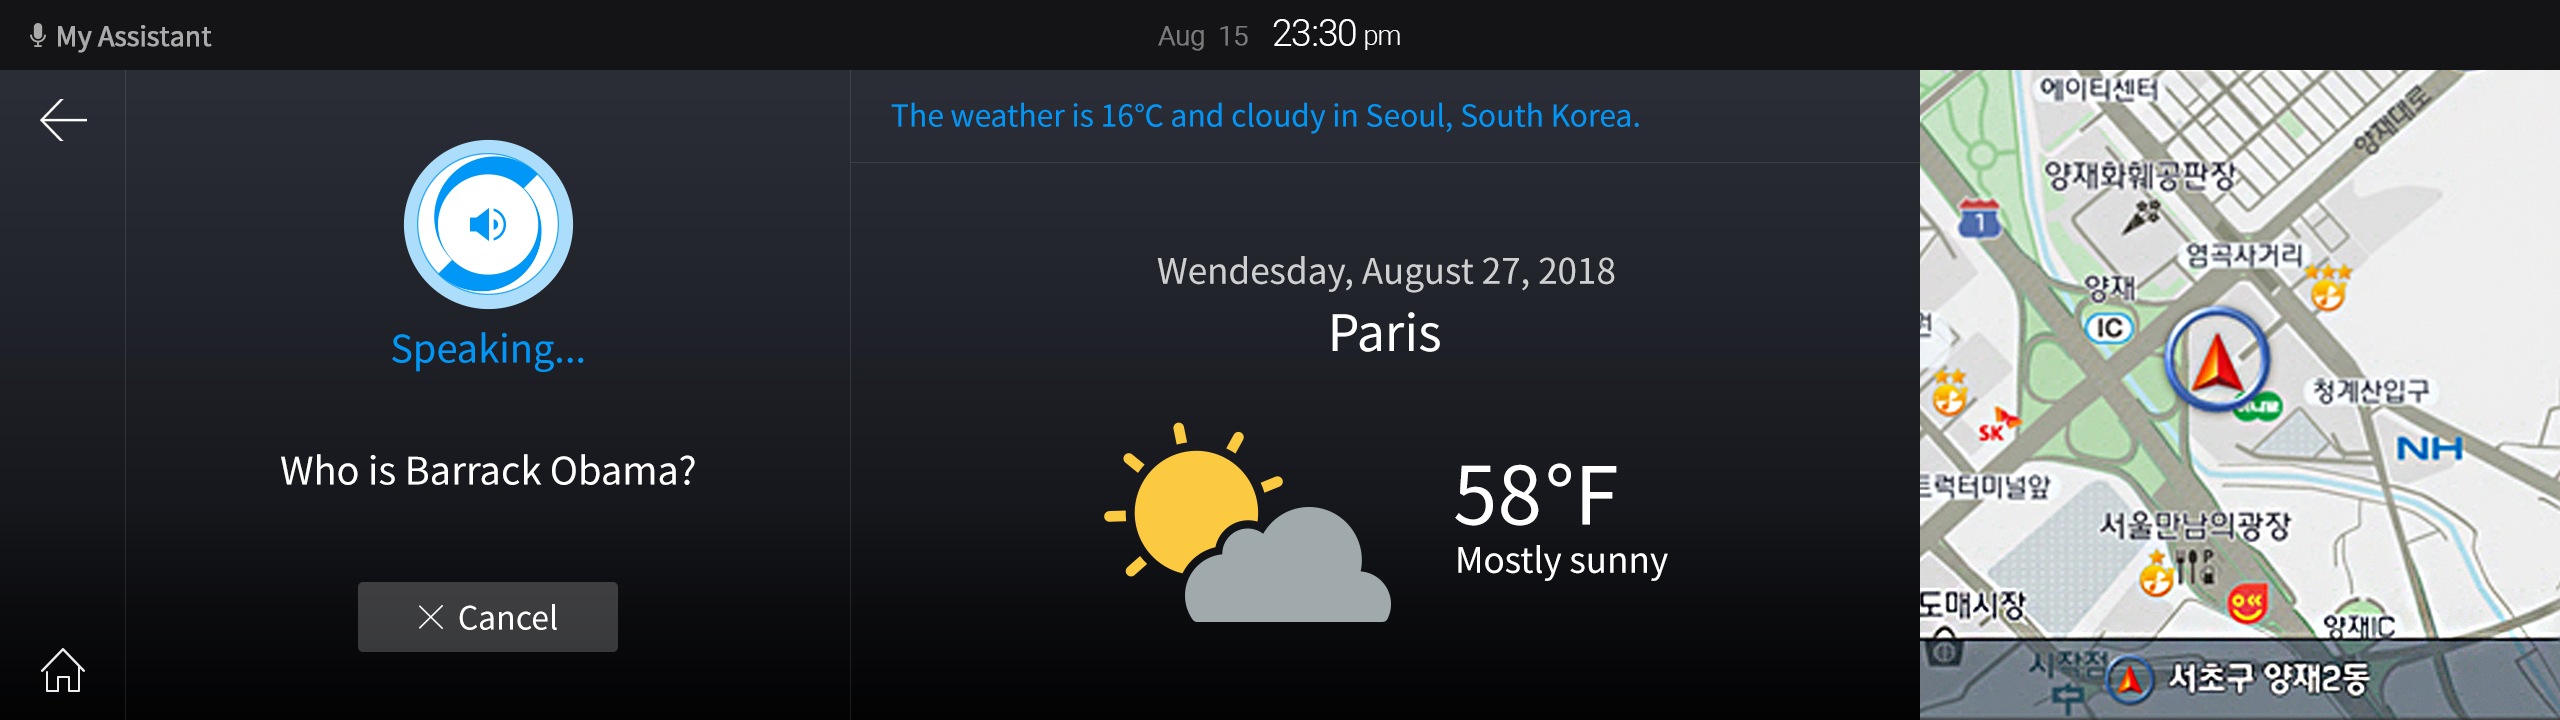 My Assistant
Aug 15 23:30 pm
Speaking...
Who is Barrack Obama?
Cancel
The weather is 16°C and cloudy in Seoul, South Korea.
Wendesday, August 27, 2018
Paris
58°F
Mostly sunny
에이티센터
양재대로
양재화훼공판장
1
염곡사거리
양재
IC
청계산입구
SK
NH
트럭터미널앞
서울만남의광장
P
도매시장
양재IC
시작점
서초구 양재2동